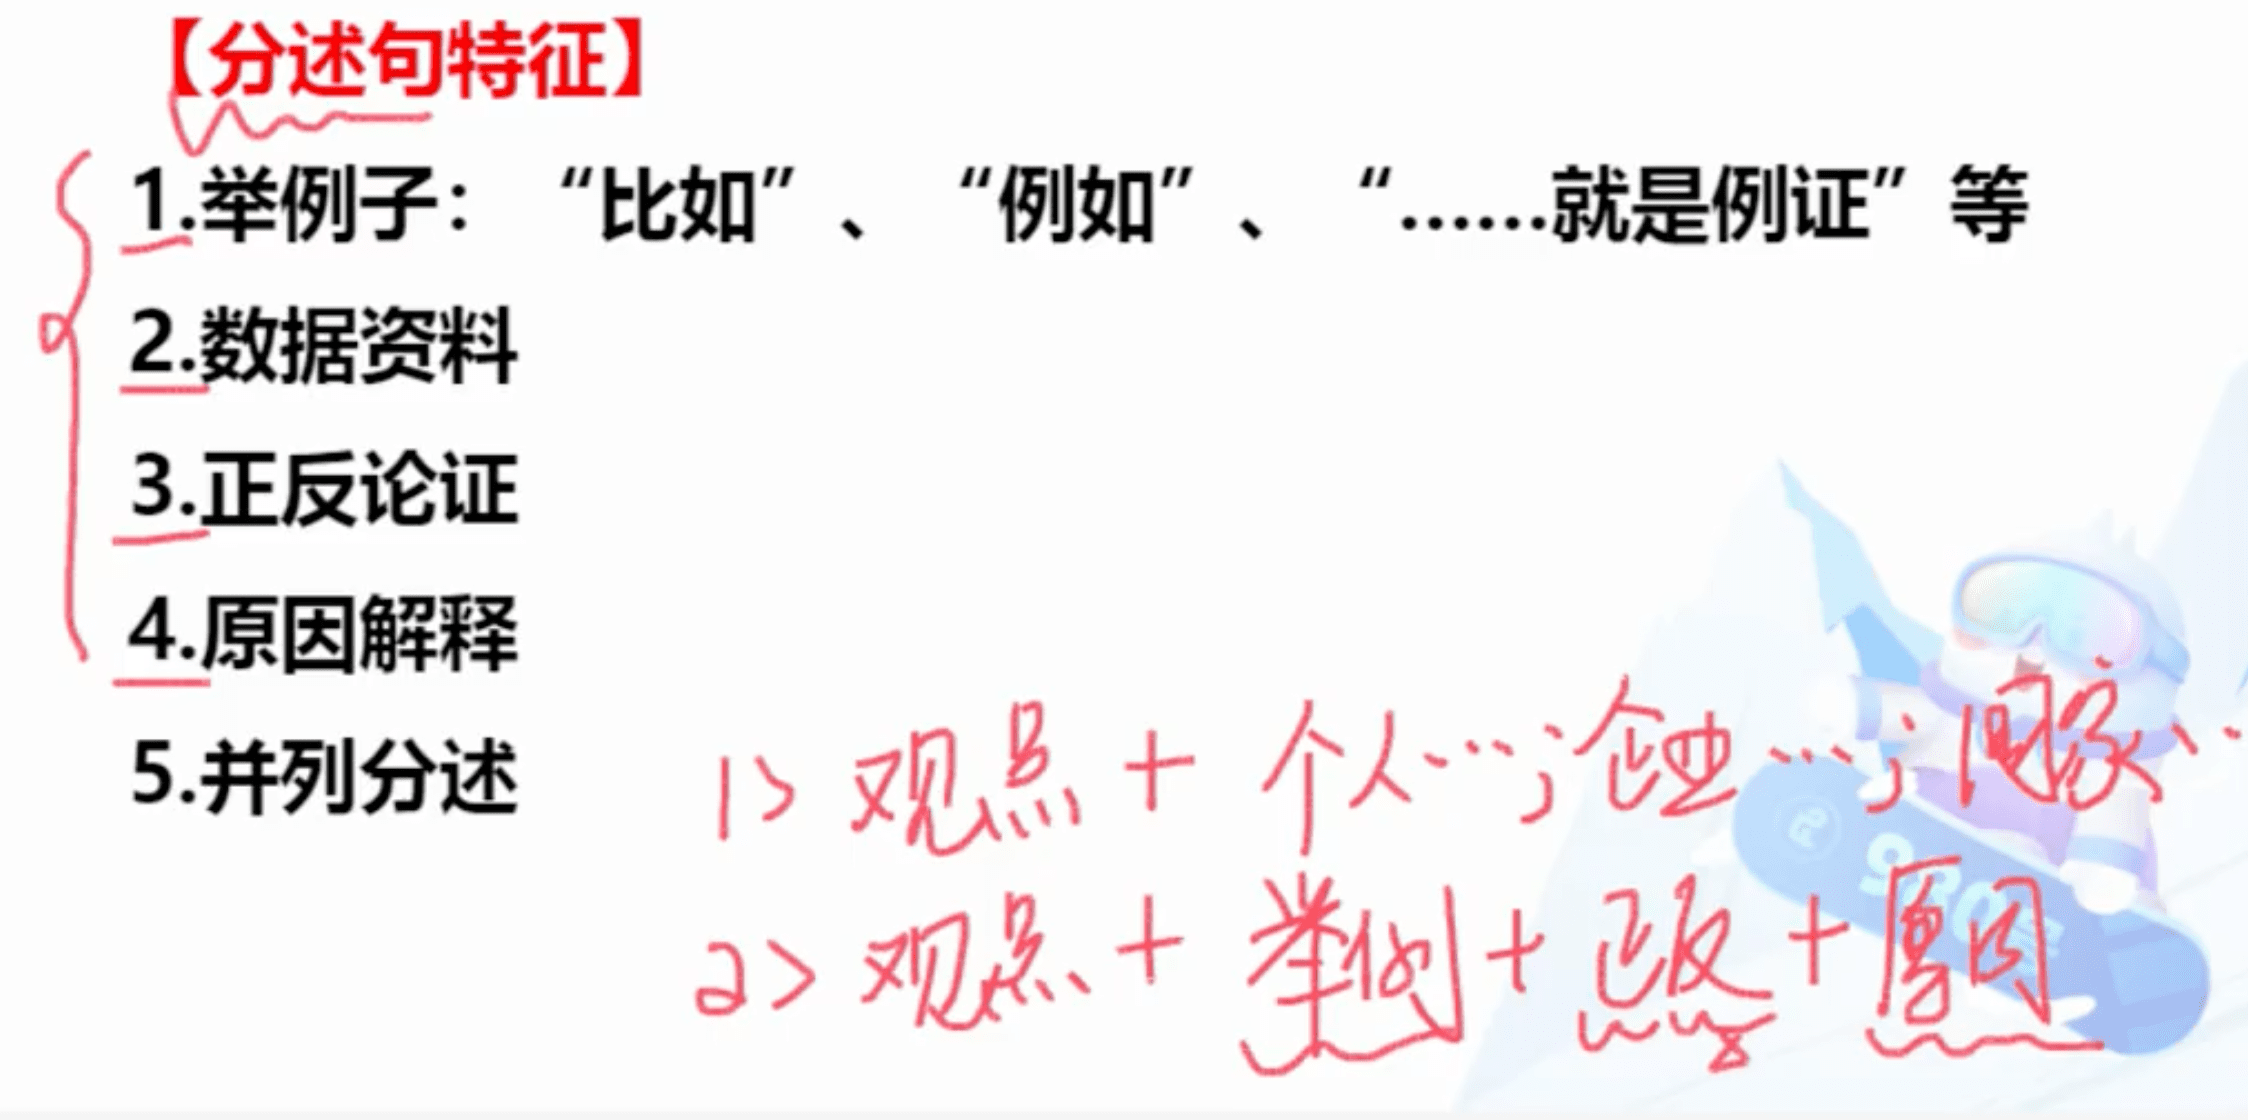 【分述句特征】
1.举例子：“比如”、“例如”、“……就是例证”等
2.数据资料
3.正反论证
4.原因解释
5.并列分述
1> 观点 + 个人…；企业…；国家…
2> 观点 + 举例 + 正反 + 原因
980